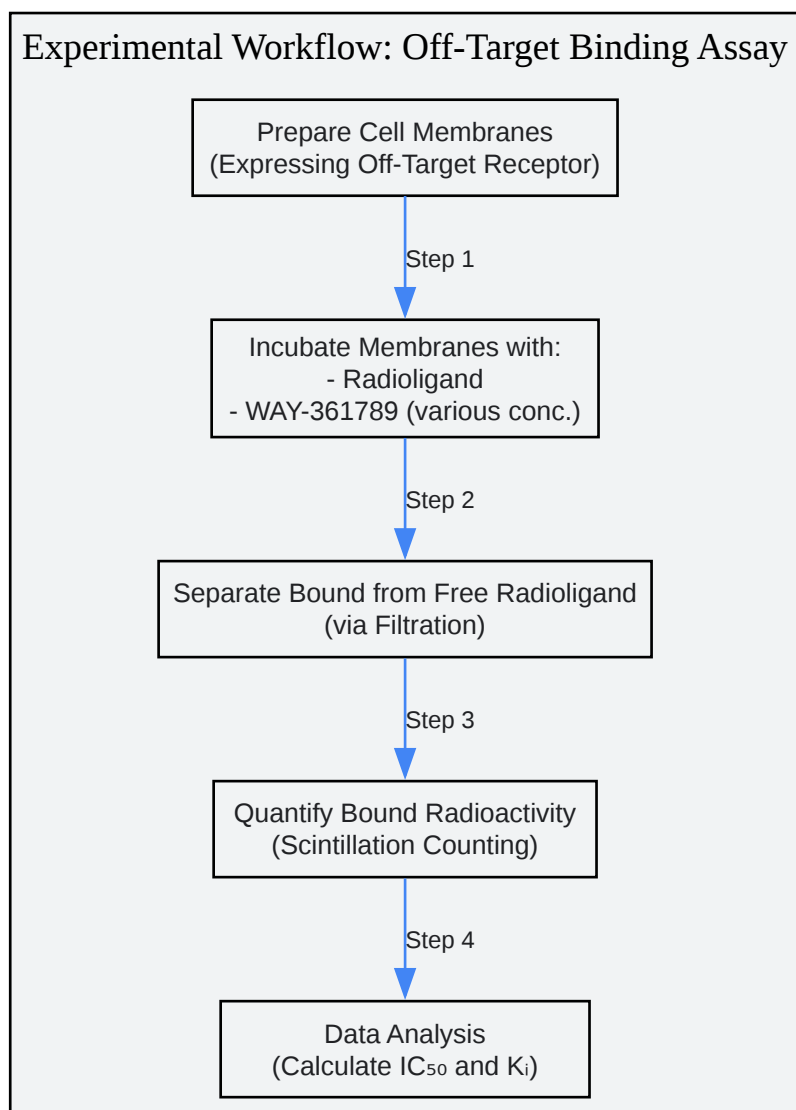 Experimental Workflow: Off-Target Binding Assay
Prepare Cell Membranes
(Expressing Off-Target Receptor)
Step 1
Incubate Membranes with:
- Radioligand
- WAY-361789 (various conc.)
Step 2
Separate Bound from Free Radioligand
(via Filtration)
Step 3
Quantify Bound Radioactivity
(Scintillation Counting)
Step 4
Data Analysis
(Calculate IC₅₀ and Kᵢ)